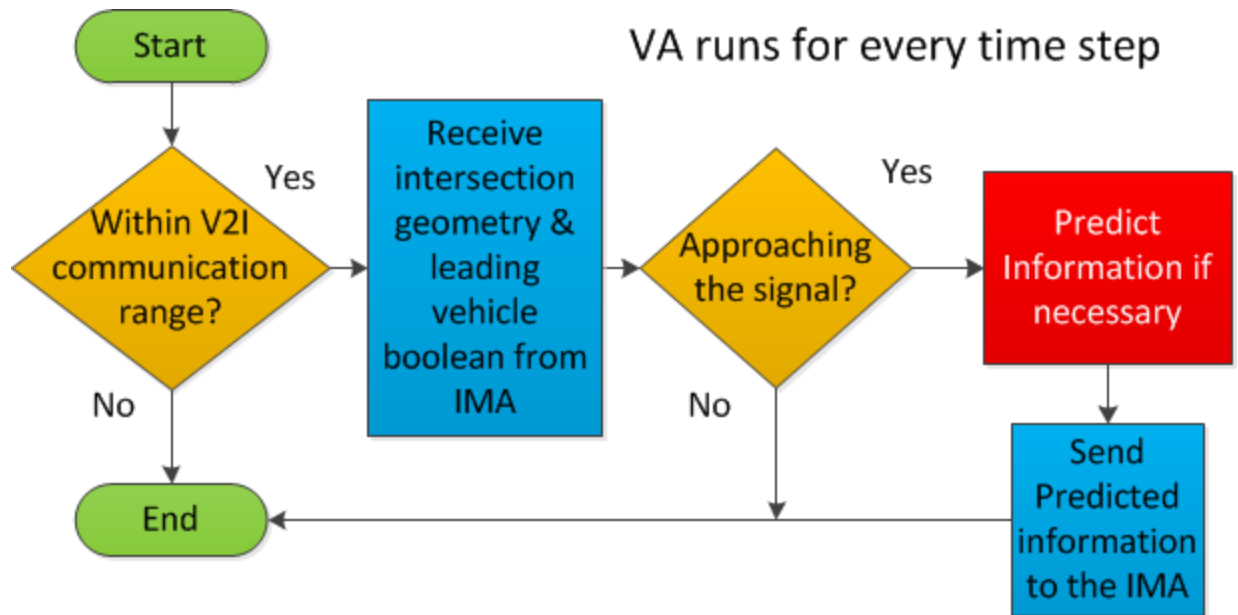 Start
VA runs for every time step
Within V2I
communication
range?
Yes
No
Receive
intersection
geometry &
leading
vehicle
boolean from
IMA
Approaching
the signal?
Yes
No
Predict
Information if
necessary
Send
Predicted
information
to the IMA
End